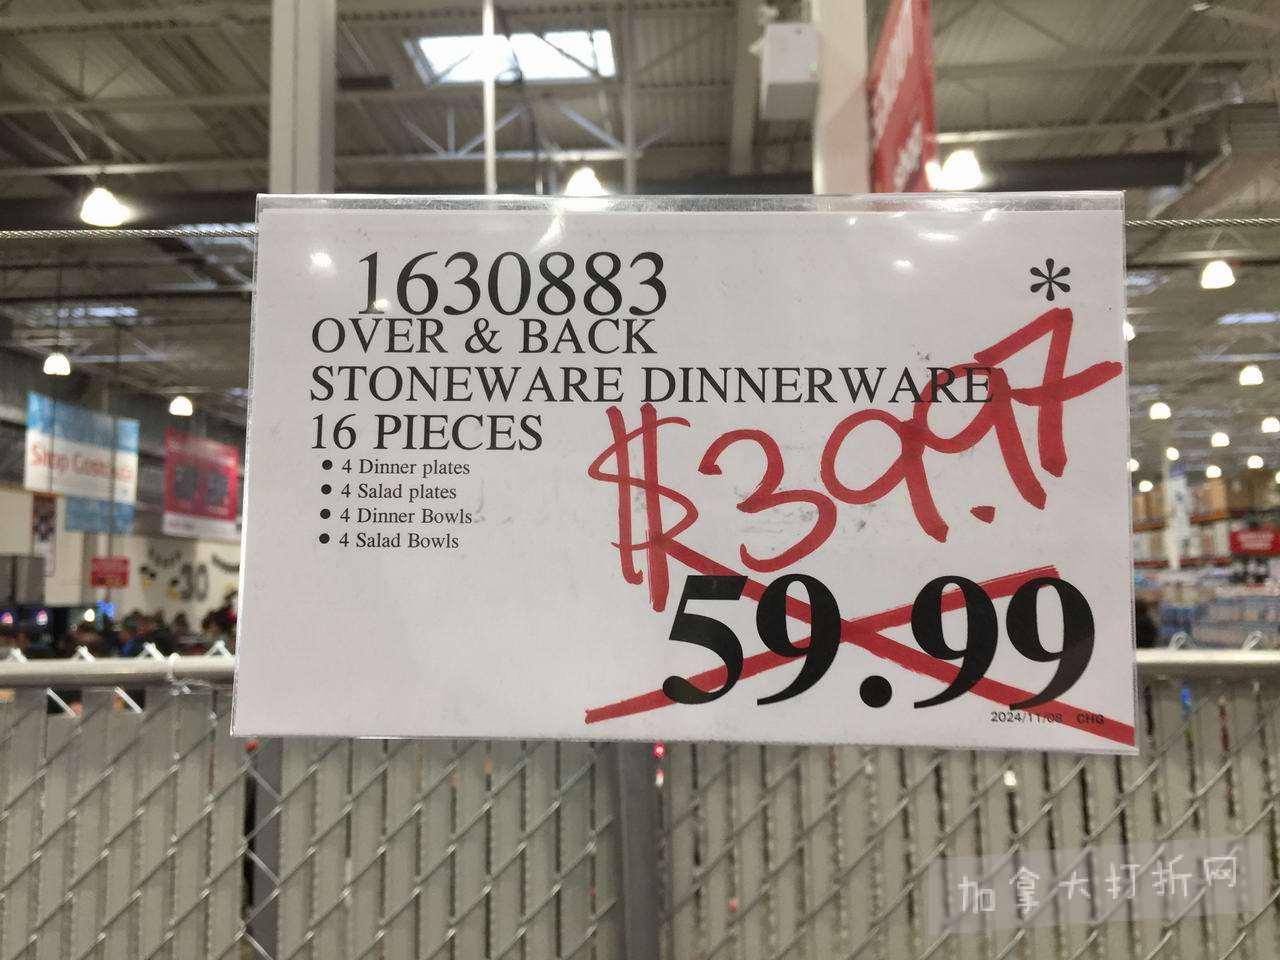 1630883
*
OVER & BACK
STONEWARE DINNERWARE
16 PIECES
$39.97
● 4 Dinner plates
● 4 Salad plates
● 4 Dinner Bowls
● 4 Salad Bowls
59.99
2024/11/08 CHG
加拿大打折网